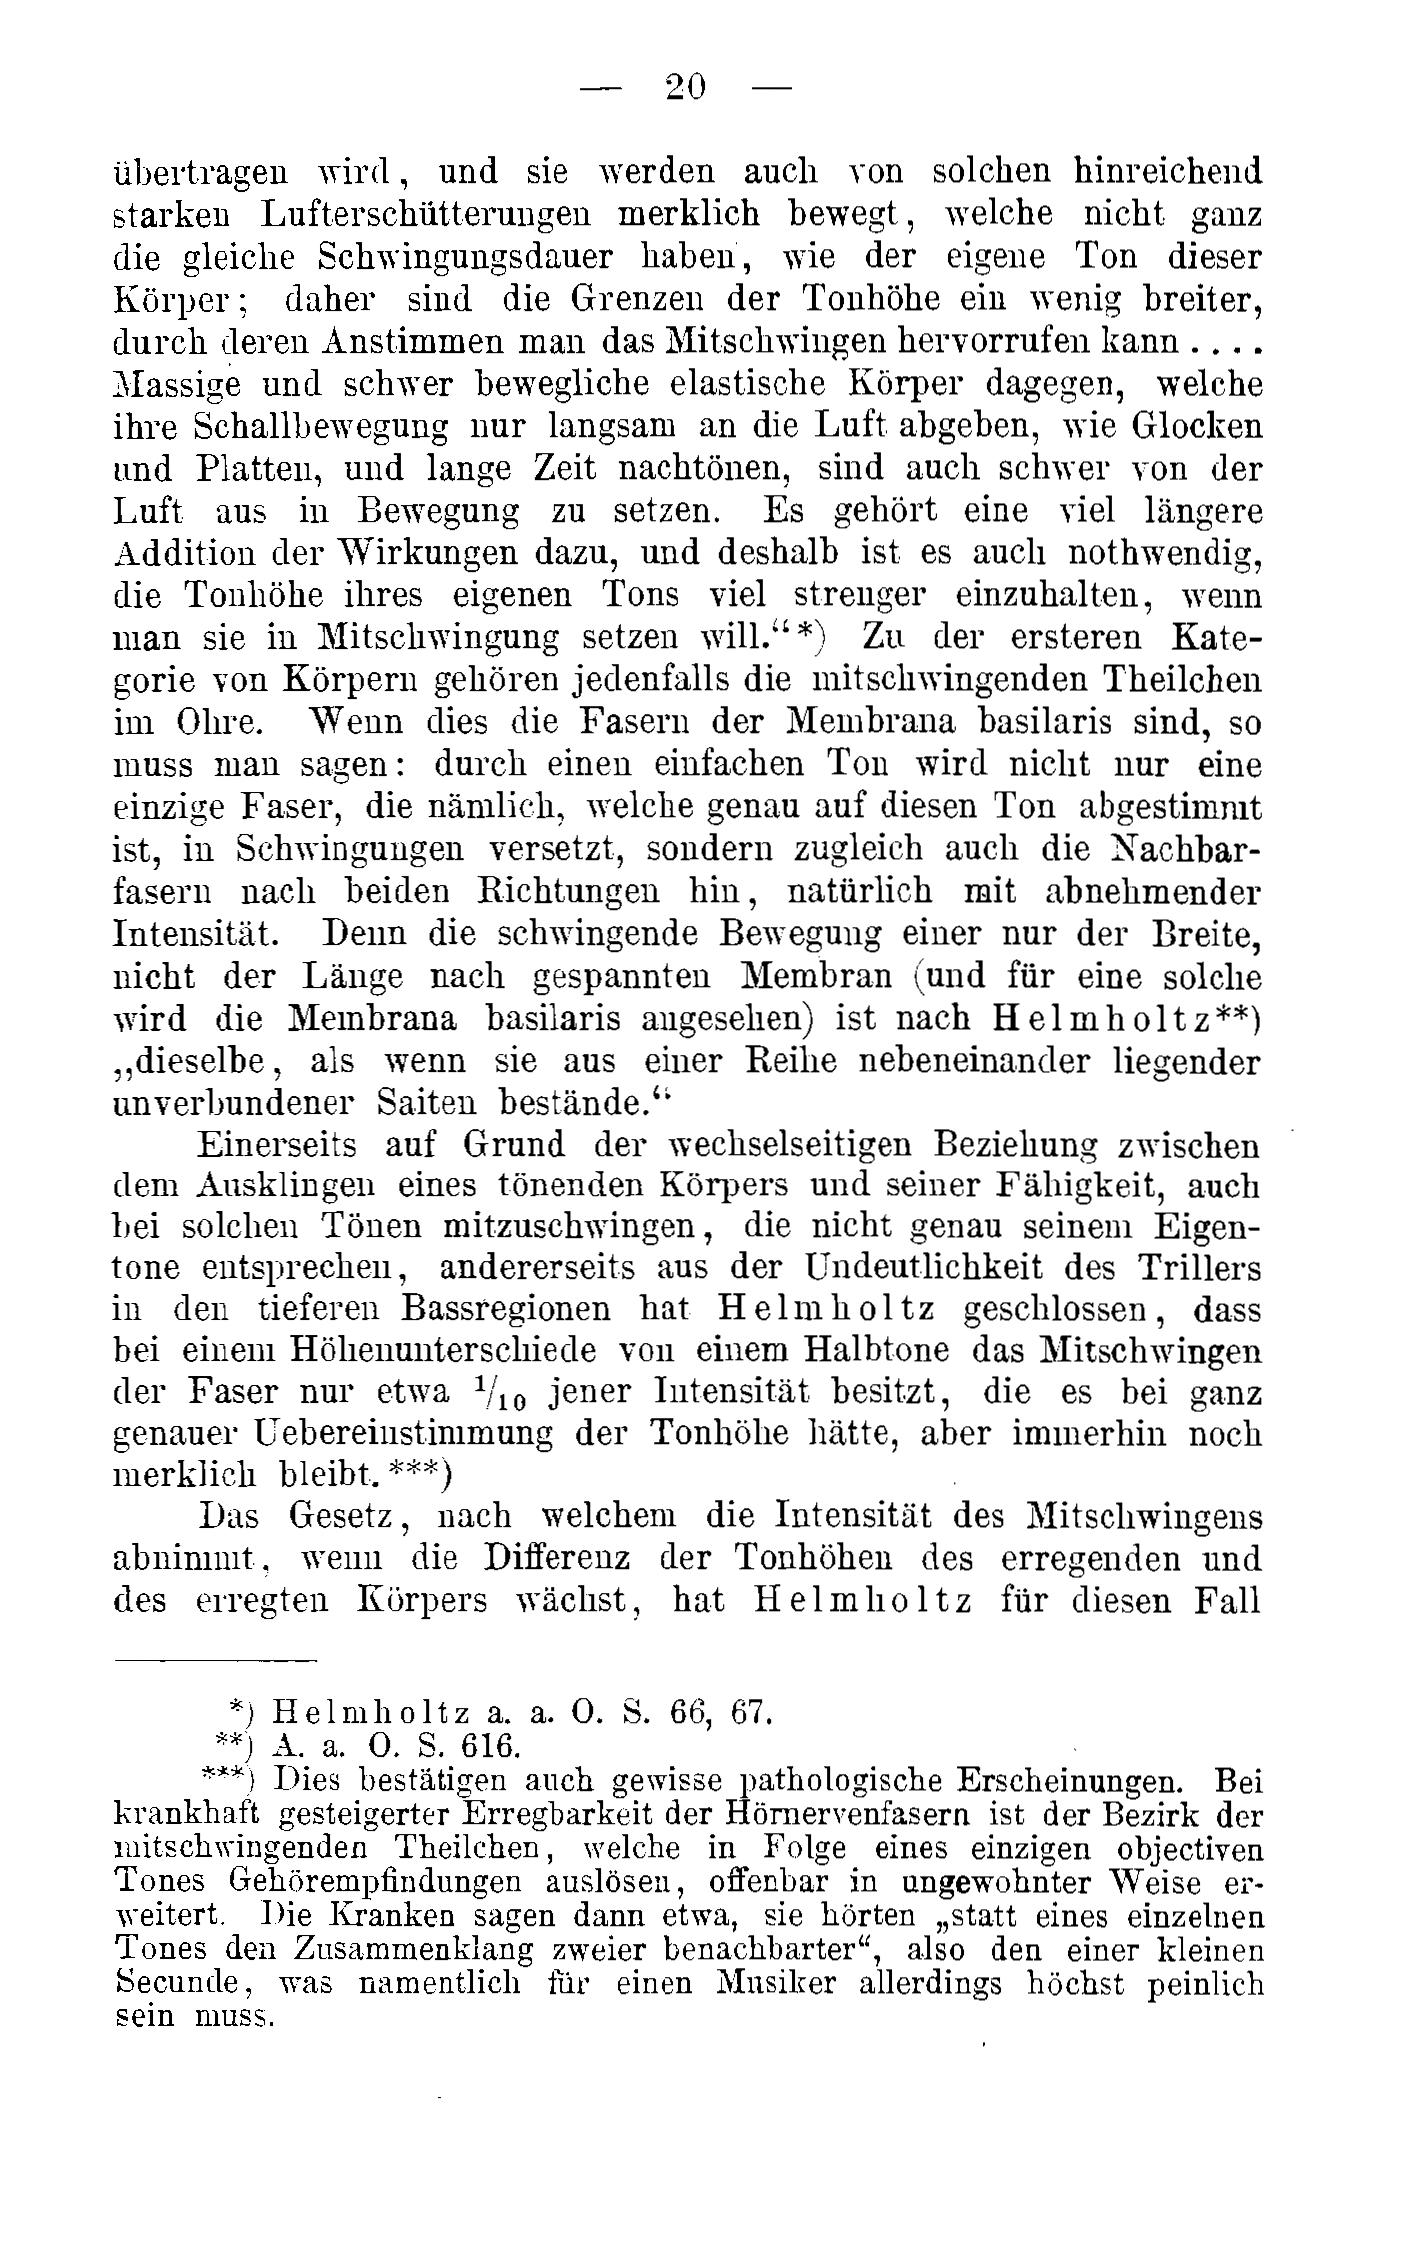 — 20 —
übertragen wird, und sie werden auch von solchen hinreichend
starken Lufterschütterungen merklich bewegt, welche nicht ganz
die gleiche Schwingungsdauer haben, wie der eigene Ton dieser
Körper; daher sind die Grenzen der Tonhöhe ein wenig breiter,
durch deren Anstimmen man das Mitschwingen hervorrufen kann ....
Massige und schwer bewegliche elastische Körper dagegen, welche
ihre Schallbewegung nur langsam an die Luft abgeben, wie Glocken
und Platten, und lange Zeit nachtönen, sind auch schwer von der
Luft aus in Bewegung zu setzen. Es gehört eine viel längere
Addition der Wirkungen dazu, und deshalb ist es auch nothwendig,
die Tonhöhe ihres eigenen Tons viel strenger einzuhalten, wenn
man sie in Mitschwingung setzen will.“*) Zu der ersteren Kate-
gorie von Körpern gehören jedenfalls die mitschwingenden Theilchen
im Ohre. Wenn dies die Fasern der Membrana basilaris sind, so
muss man sagen: durch einen einfachen Ton wird nicht nur eine
einzige Faser, die nämlich, welche genau auf diesen Ton abgestimmt
ist, in Schwingungen versetzt, sondern zugleich auch die Nachbar-
fasern nach beiden Richtungen hin, natürlich mit abnehmender
Intensität. Denn die schwingende Bewegung einer nur der Breite,
nicht der Länge nach gespannten Membran (und für eine solche
wird die Membrana basilaris angesehen) ist nach Helmholtz**)
„dieselbe, als wenn sie aus einer Reihe nebeneinander liegender
unverbundener Saiten bestände.“
Einerseits auf Grund der wechselseitigen Beziehung zwischen
dem Ausklingen eines tönenden Körpers und seiner Fähigkeit, auch
bei solchen Tönen mitzuschwingen, die nicht genau seinem Eigen-
tone entsprechen, andererseits aus der Undeutlichkeit des Trillers
in den tieferen Bassregionen hat Helmholtz geschlossen, dass
bei einem Höhenunterschiede von einem Halbtone das Mitschwingen
der Faser nur etwa 1/10 jener Intensität besitzt, die es bei ganz
genauer Uebereinstimmung der Tonhöhe hätte, aber immerhin noch
merklich bleibt.***)
Das Gesetz, nach welchem die Intensität des Mitschwingens
abnimmt, wenn die Differenz der Tonhöhen des erregenden und
des erregten Körpers wächst, hat Helmholtz für diesen Fall
*) Helmholtz a. a. O. S. 66, 67.
**) A. a. O. S. 616.
***) Dies bestätigen auch gewisse pathologische Erscheinungen. Bei
krankhaft gesteigerter Erregbarkeit der Hörnervenfasern ist der Bezirk der
mitschwingenden Theilchen, welche in Folge eines einzigen objectiven
Tones Gehörempfindungen auslösen, offenbar in ungewohnter Weise er-
weitert. Die Kranken sagen dann etwa, sie hörten „statt eines einzelnen
Tones den Zusammenklang zweier benachbarter“, also den einer kleinen
Secunde, was namentlich für einen Musiker allerdings höchst peinlich
sein muss.